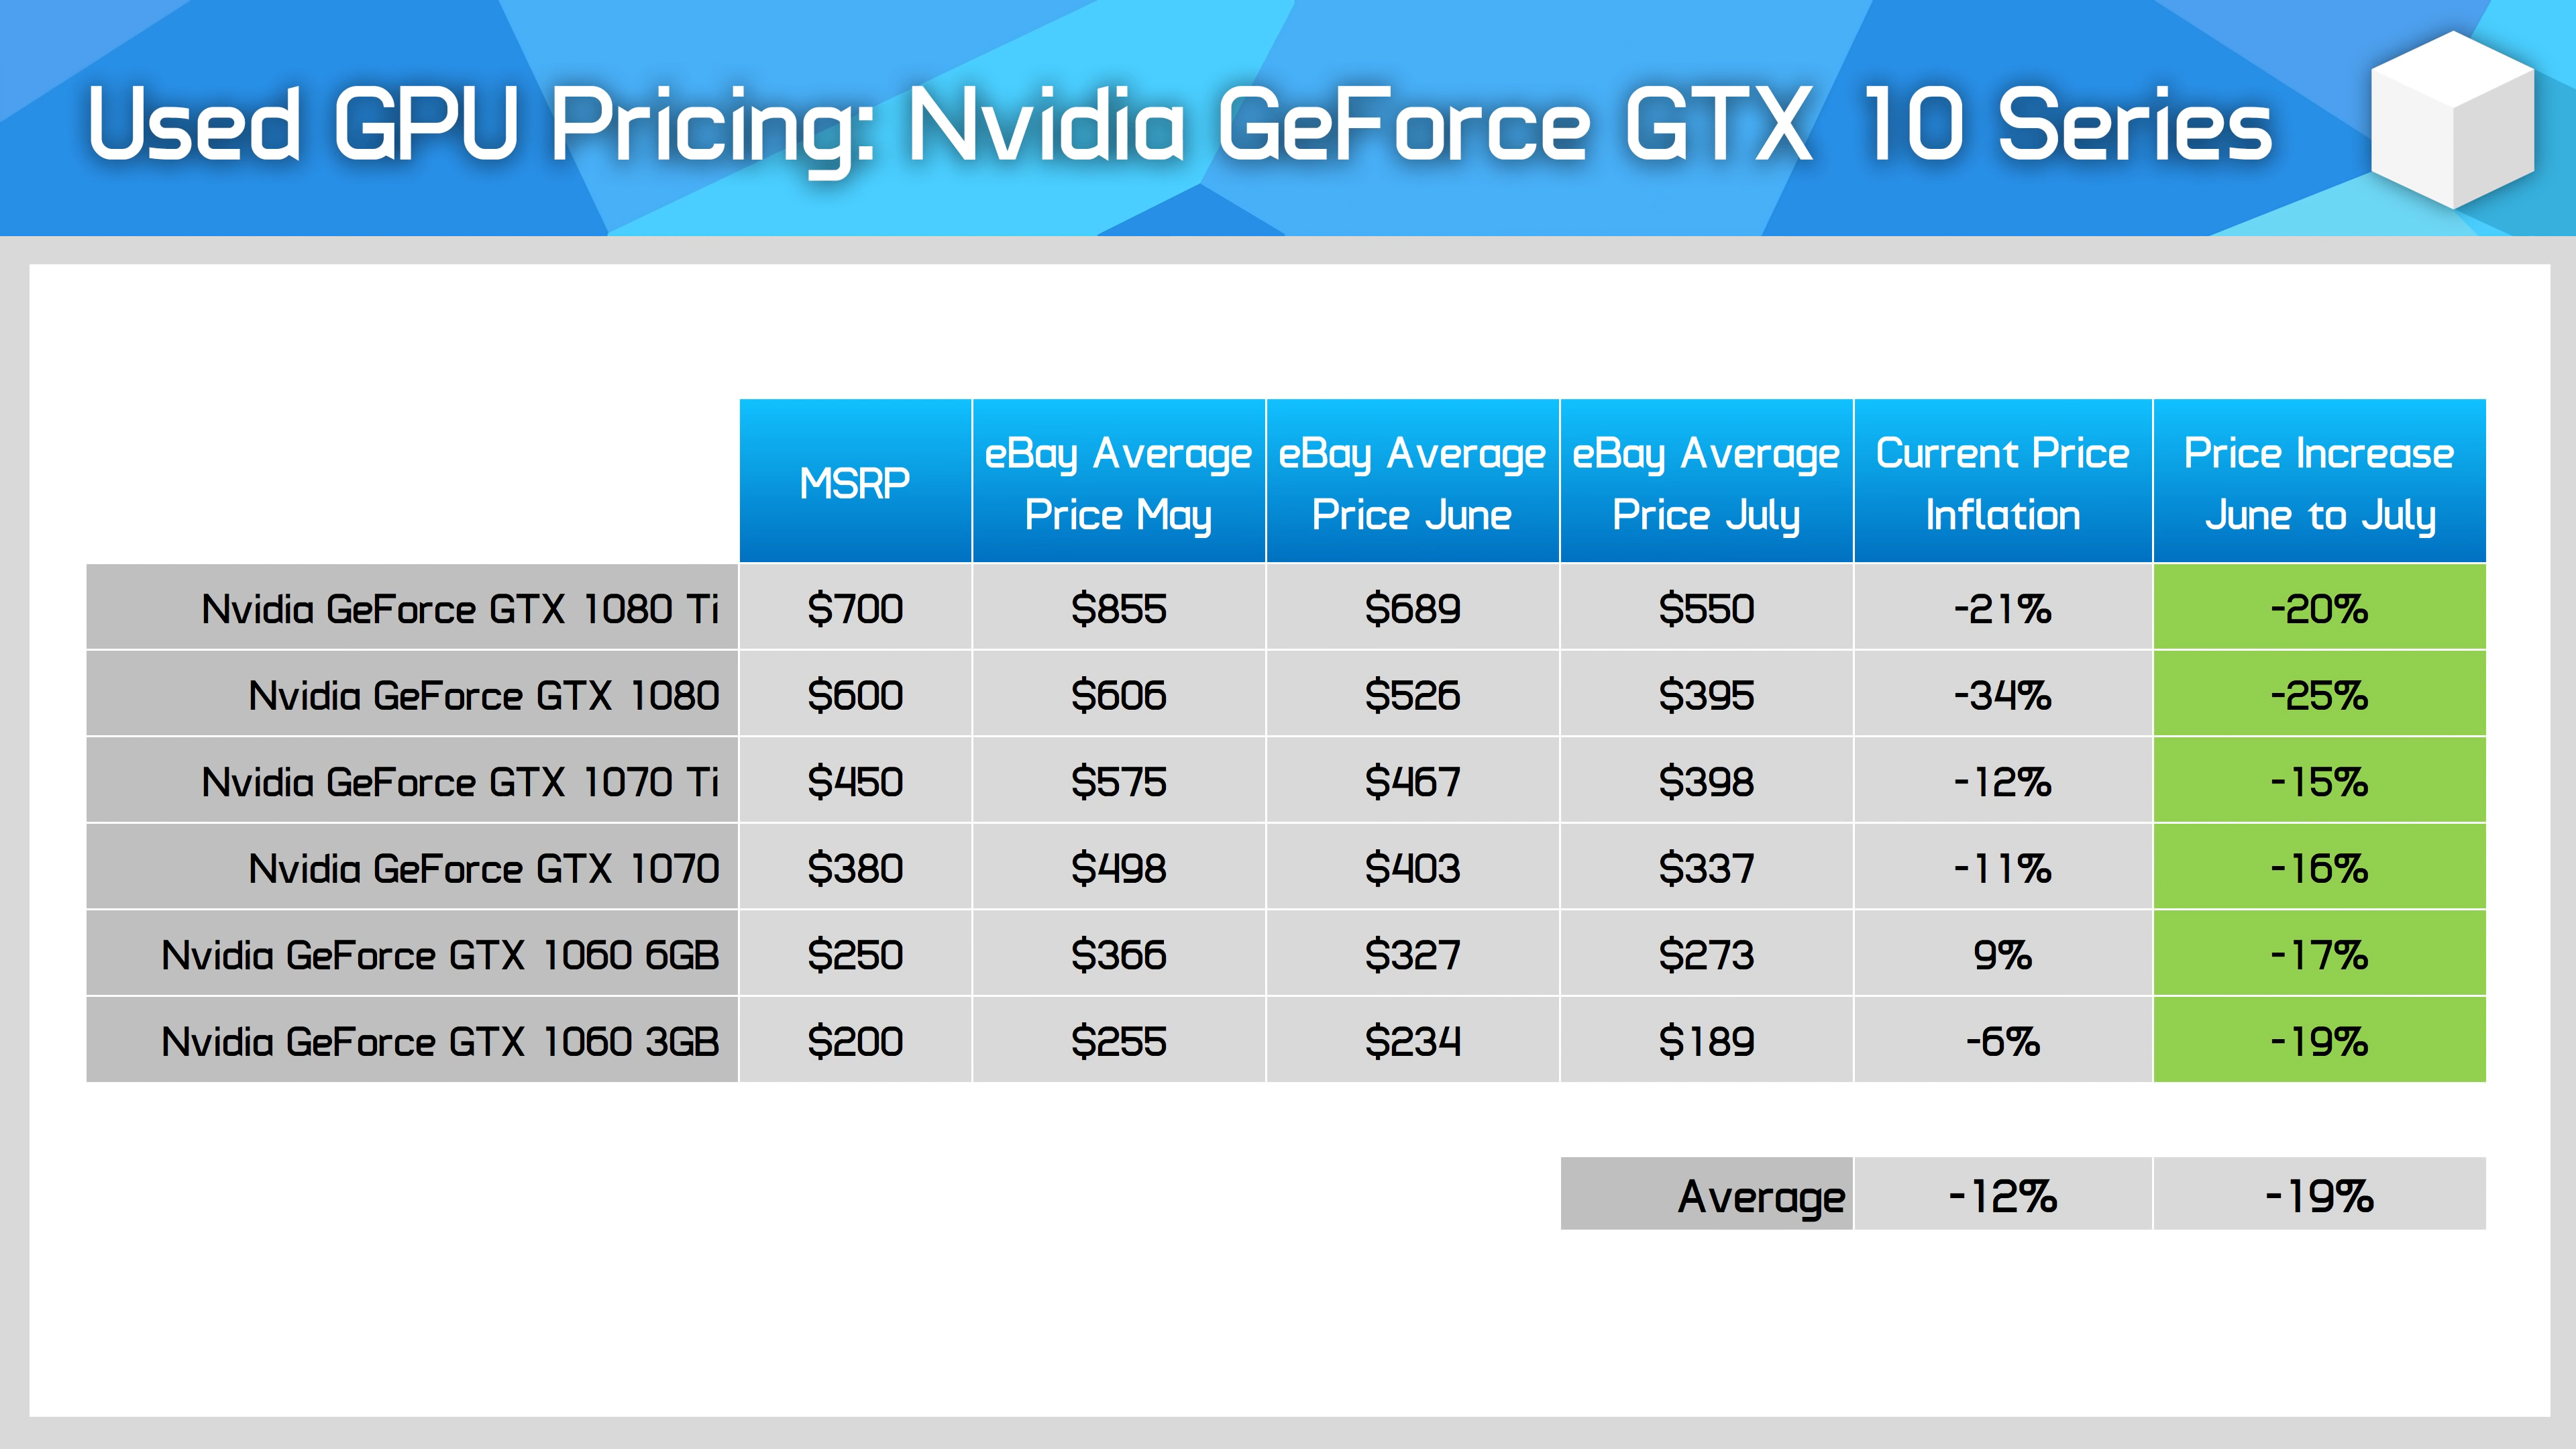 Used GPU Pricing: Nvidia GeForce GTX 10 Series
MSRP
eBay Average
Price May
eBay Average
Price June
eBay Average
Price July
Current Price
Inflation
Price Increase
June to July
Nvidia GeForce GTX 1080 Ti $700 $855 $689 $550 -21% -20%
Nvidia GeForce GTX 1080 $600 $606 $526 $395 -34% -25%
Nvidia GeForce GTX 1070 Ti $450 $575 $467 $398 -12% -15%
Nvidia GeForce GTX 1070 $380 $498 $403 $337 -11% -16%
Nvidia GeForce GTX 1060 6GB $250 $366 $327 $273 9% -17%
Nvidia GeForce GTX 1060 3GB $200 $255 $234 $189 -6% -19%
Average -12% -19%